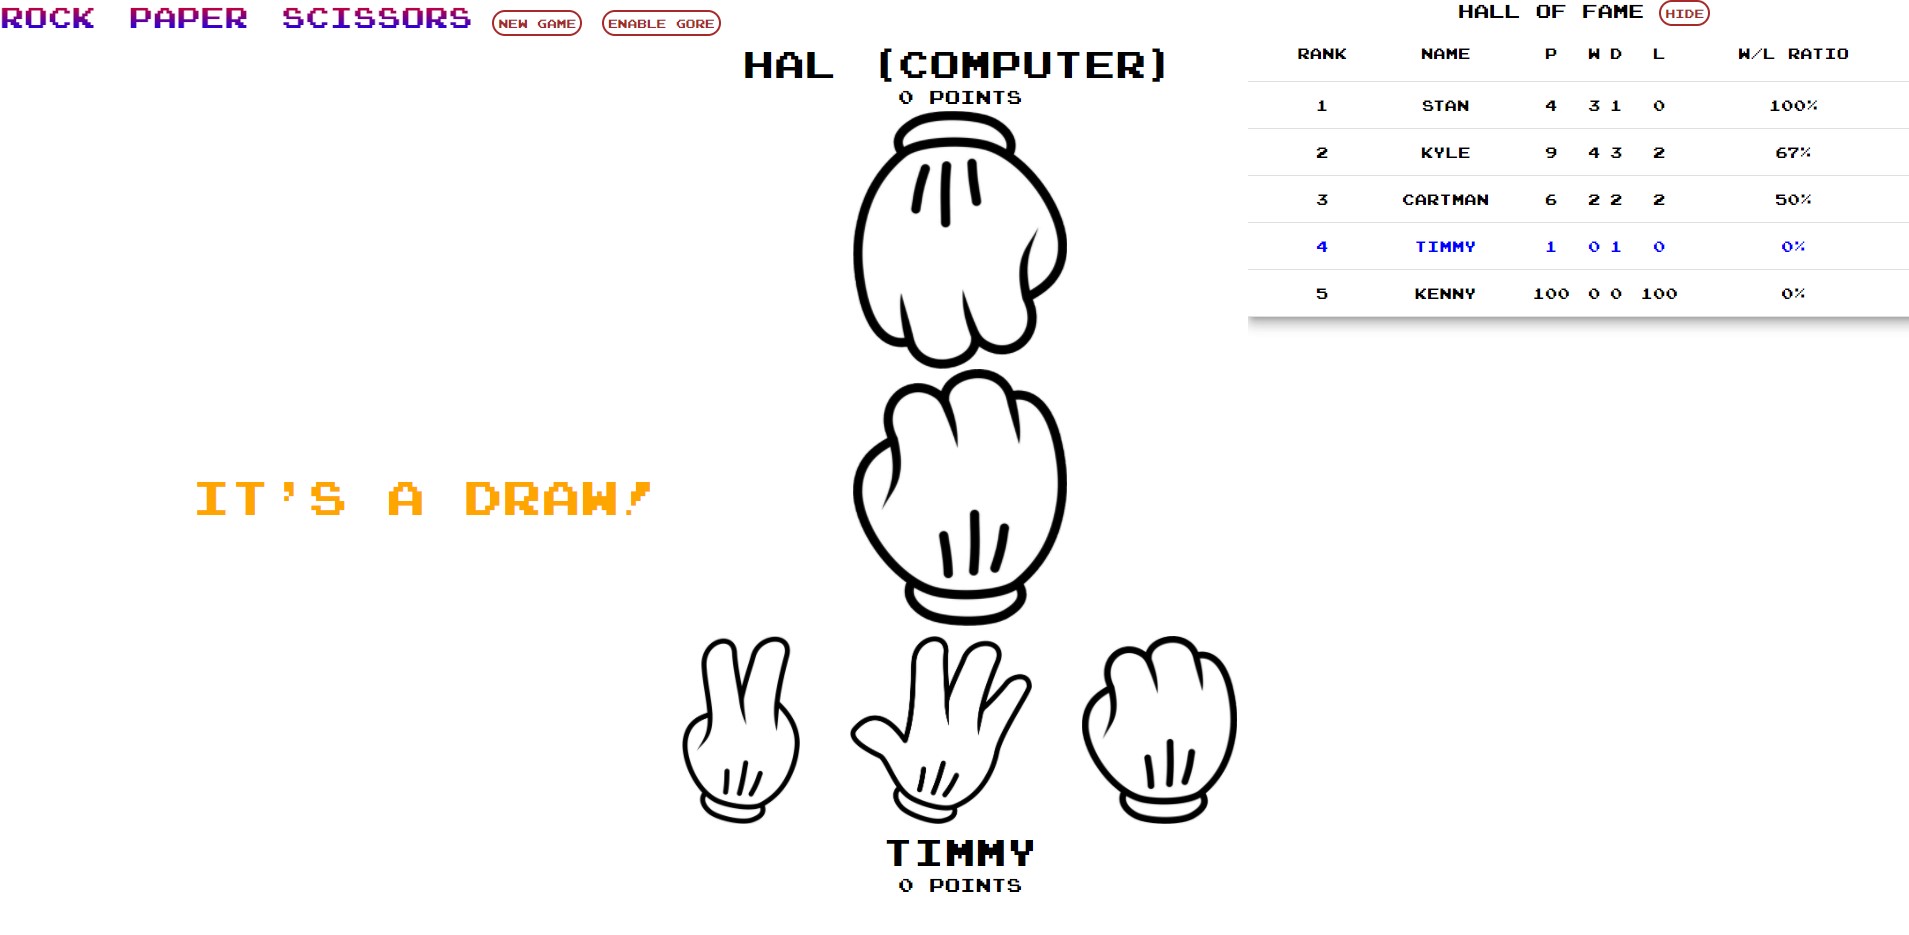 ROCK PAPER SCISSORS NEW GAME ENABLE GORE
HAL (COMPUTER)
0 POINTS
IT'S A DRAW!
TIMMY
0 POINTS
HALL OF FAME HIDE
RANK NAME P W D L W/L RATIO
1 STAN 4 3 1 0 100%
2 KYLE 9 4 3 2 67%
3 CARTMAN 6 2 2 2 50%
4 TIMMY 1 0 1 0 0%
5 KENNY 100 0 0 100 0%